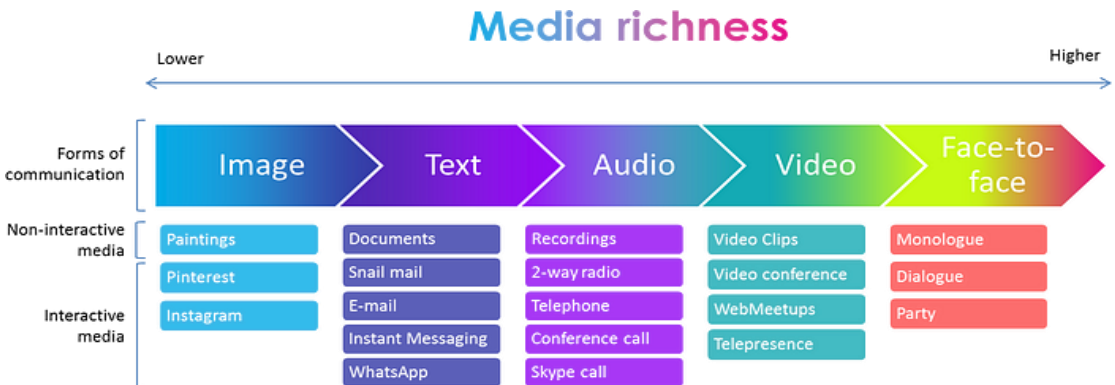 Media richness
Lower
Higher
Forms of
communication
Image
Text
Audio
Video
Face-to-
face
Non-interactive
media
Paintings
Documents
Recordings
Video Clips
Monologue
Interactive
media
Pinterest
Snail mail
2-way radio
Video conference
Dialogue
Instagram
E-mail
Telephone
WebMeetups
Party
Instant Messaging
Conference call
Telepresence
WhatsApp
Skype call